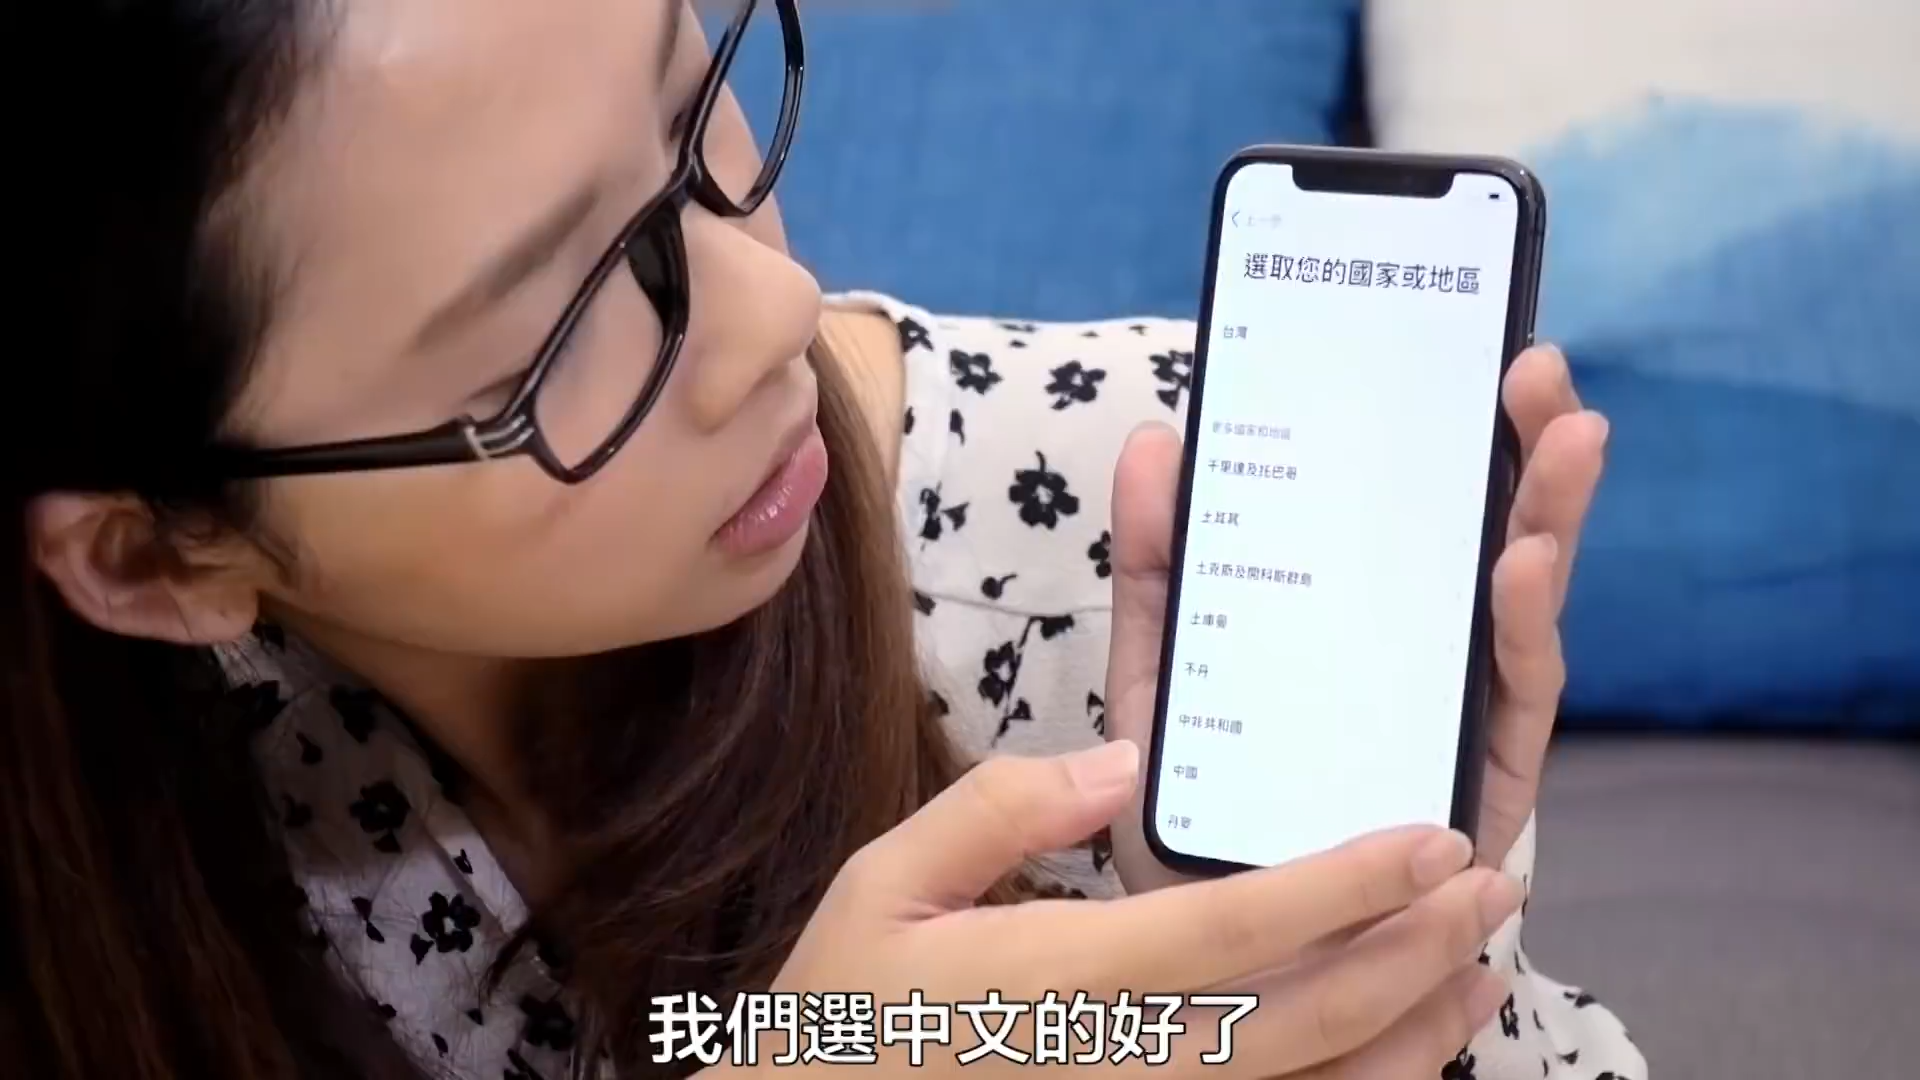 上一步
選取您的國家或地區
台灣
更多國家和地區
千里達及托巴哥
土耳其
土克斯及開科斯群島
土庫曼
不丹
中非共和國
中國
丹麥
我們選中文的好了